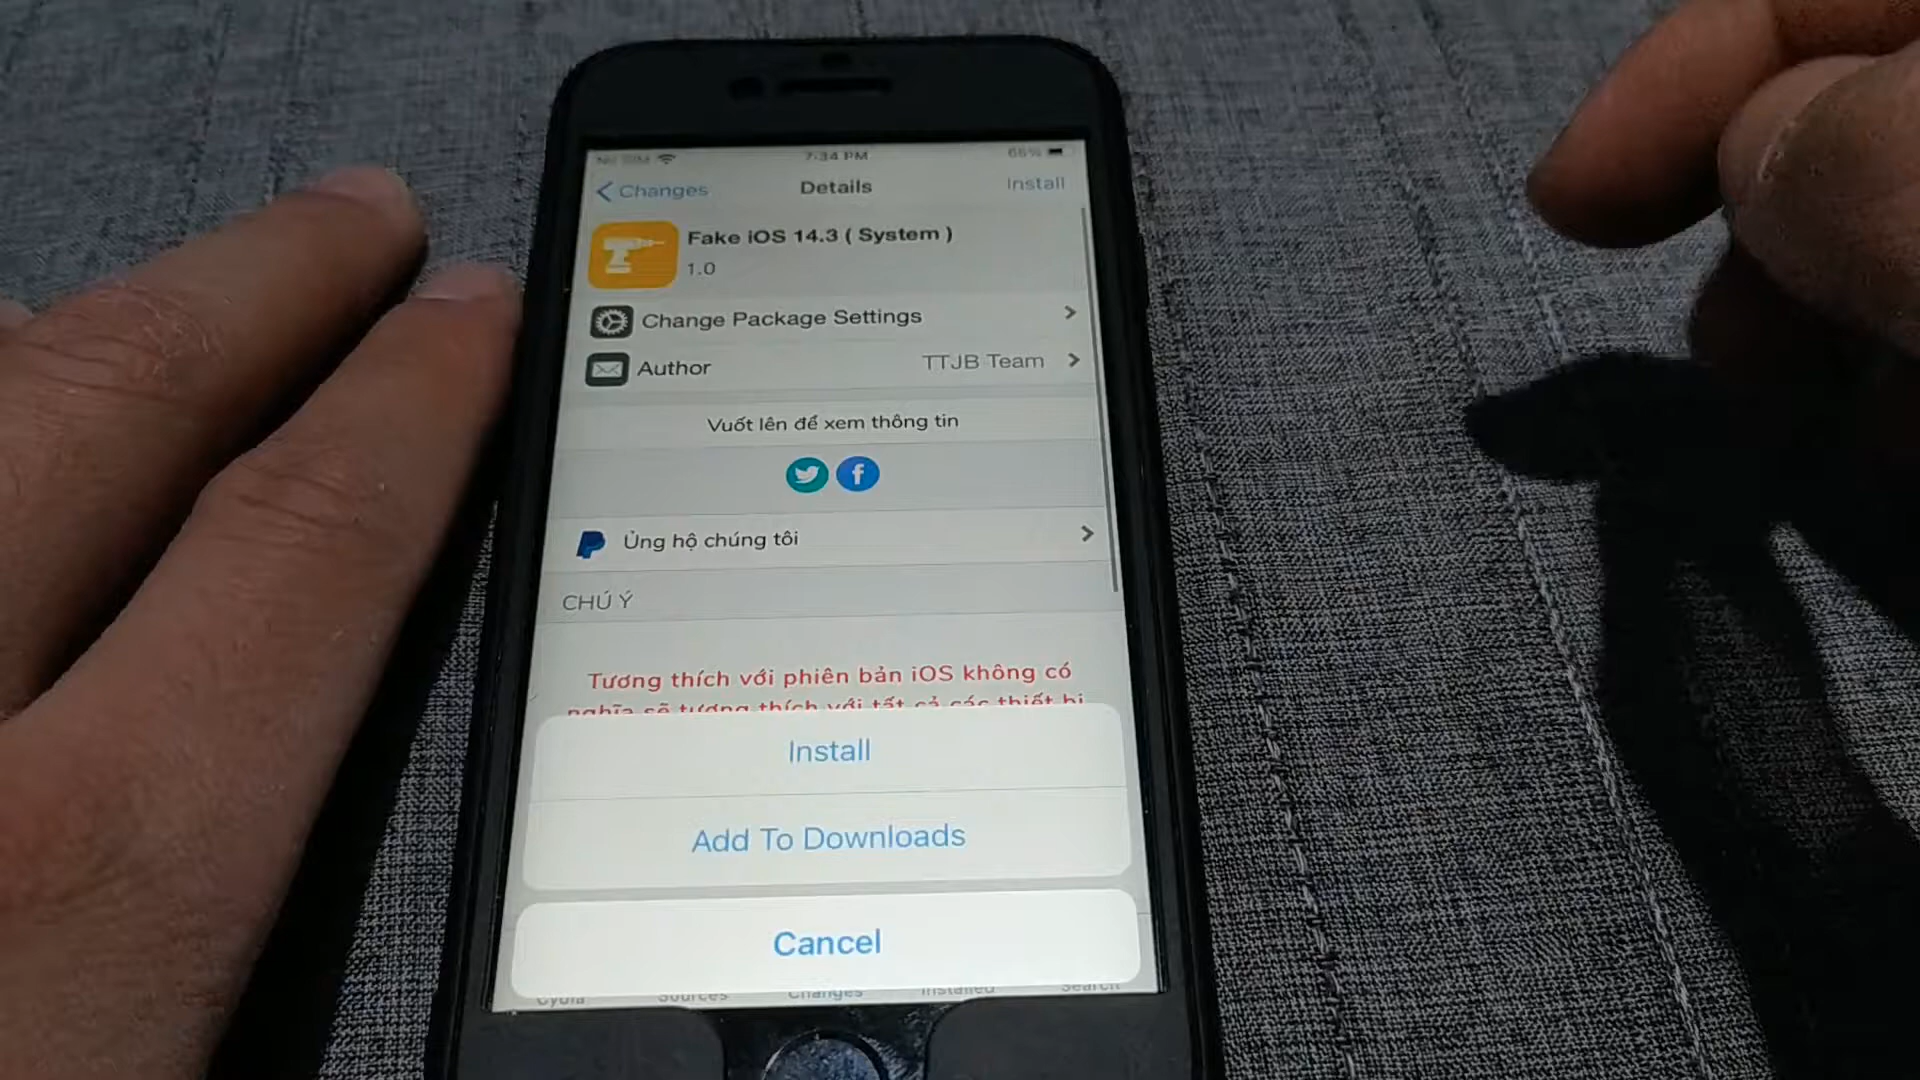 No SIM 7:34 PM 66%
Changes Details Install
Fake iOS 14.3 ( System )
1.0
Change Package Settings
Author TTJB Team
Vuốt lên để xem thông tin
Ủng hộ chúng tôi
CHÚ Ý
Tương thích với phiên bản iOS không có
nghĩa sẽ tương thích với tất cả các thiết bị
Install
Add To Downloads
Cancel
Cydia Sources Changes Installed Search